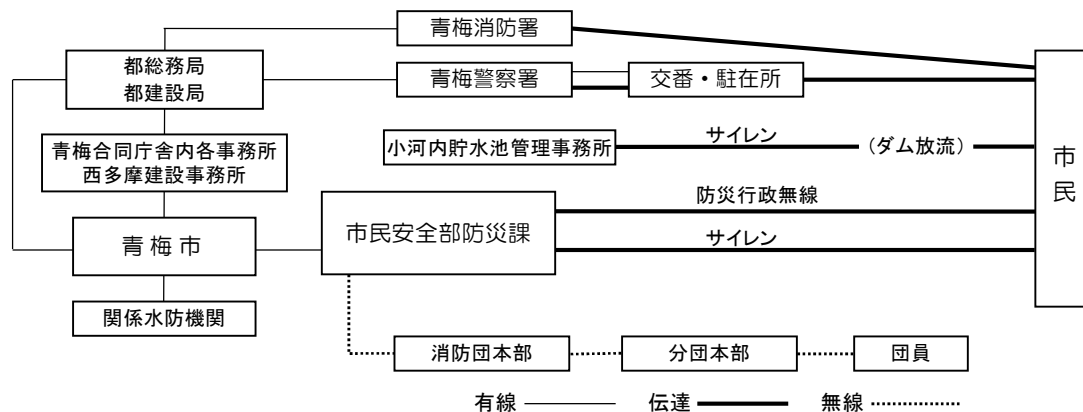 青梅消防署
都総務局
都建設局
青梅警察署
交番・駐在所
青梅合同庁舎内各事務所
西多摩建設事務所
小河内貯水池管理事務所
サイレン
(ダム放流)
市民
防災行政無線
青梅市
市民安全部防災課
サイレン
関係水防機関
消防団本部
分団本部
団員
有線
伝達
無線